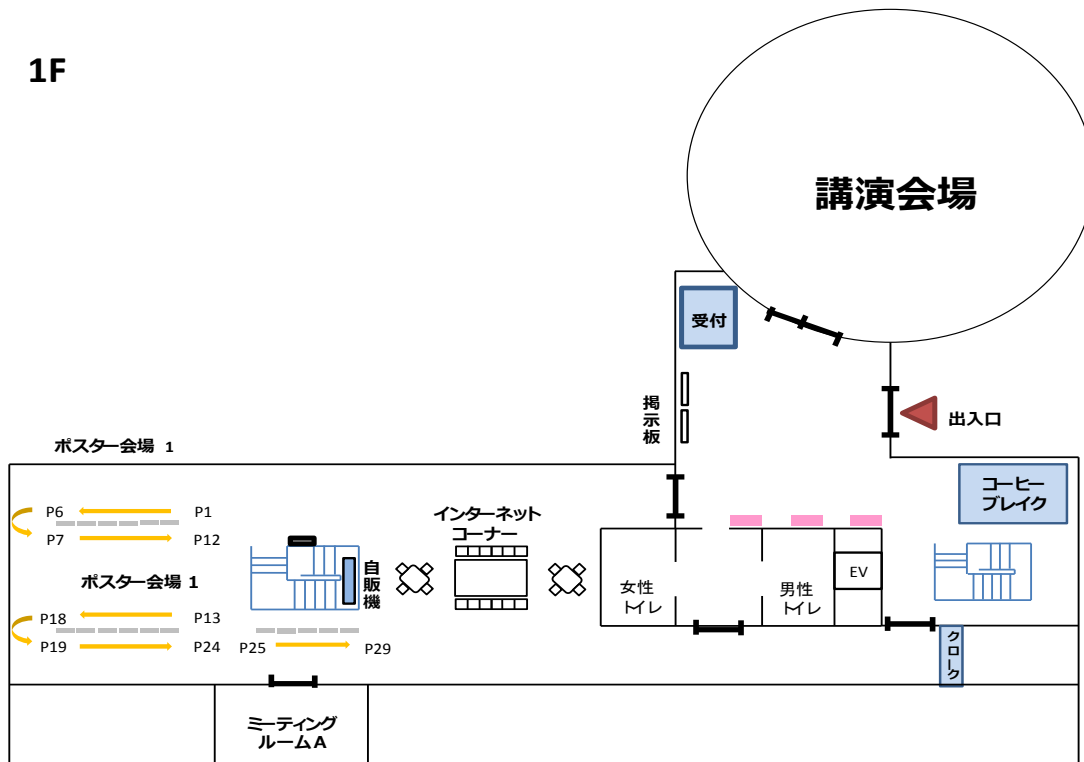 1F
講演会場
受付
掲示板
出入口
ポスター会場 1
コーヒー
ブレイク
P6
P1
P7
P12
インターネット
コーナー
自販機
ポスター会場 1
女性
トイレ
男性
トイレ
EV
P18
P13
P19
P24
P25
P29
クローク
ミーティング
ルームA